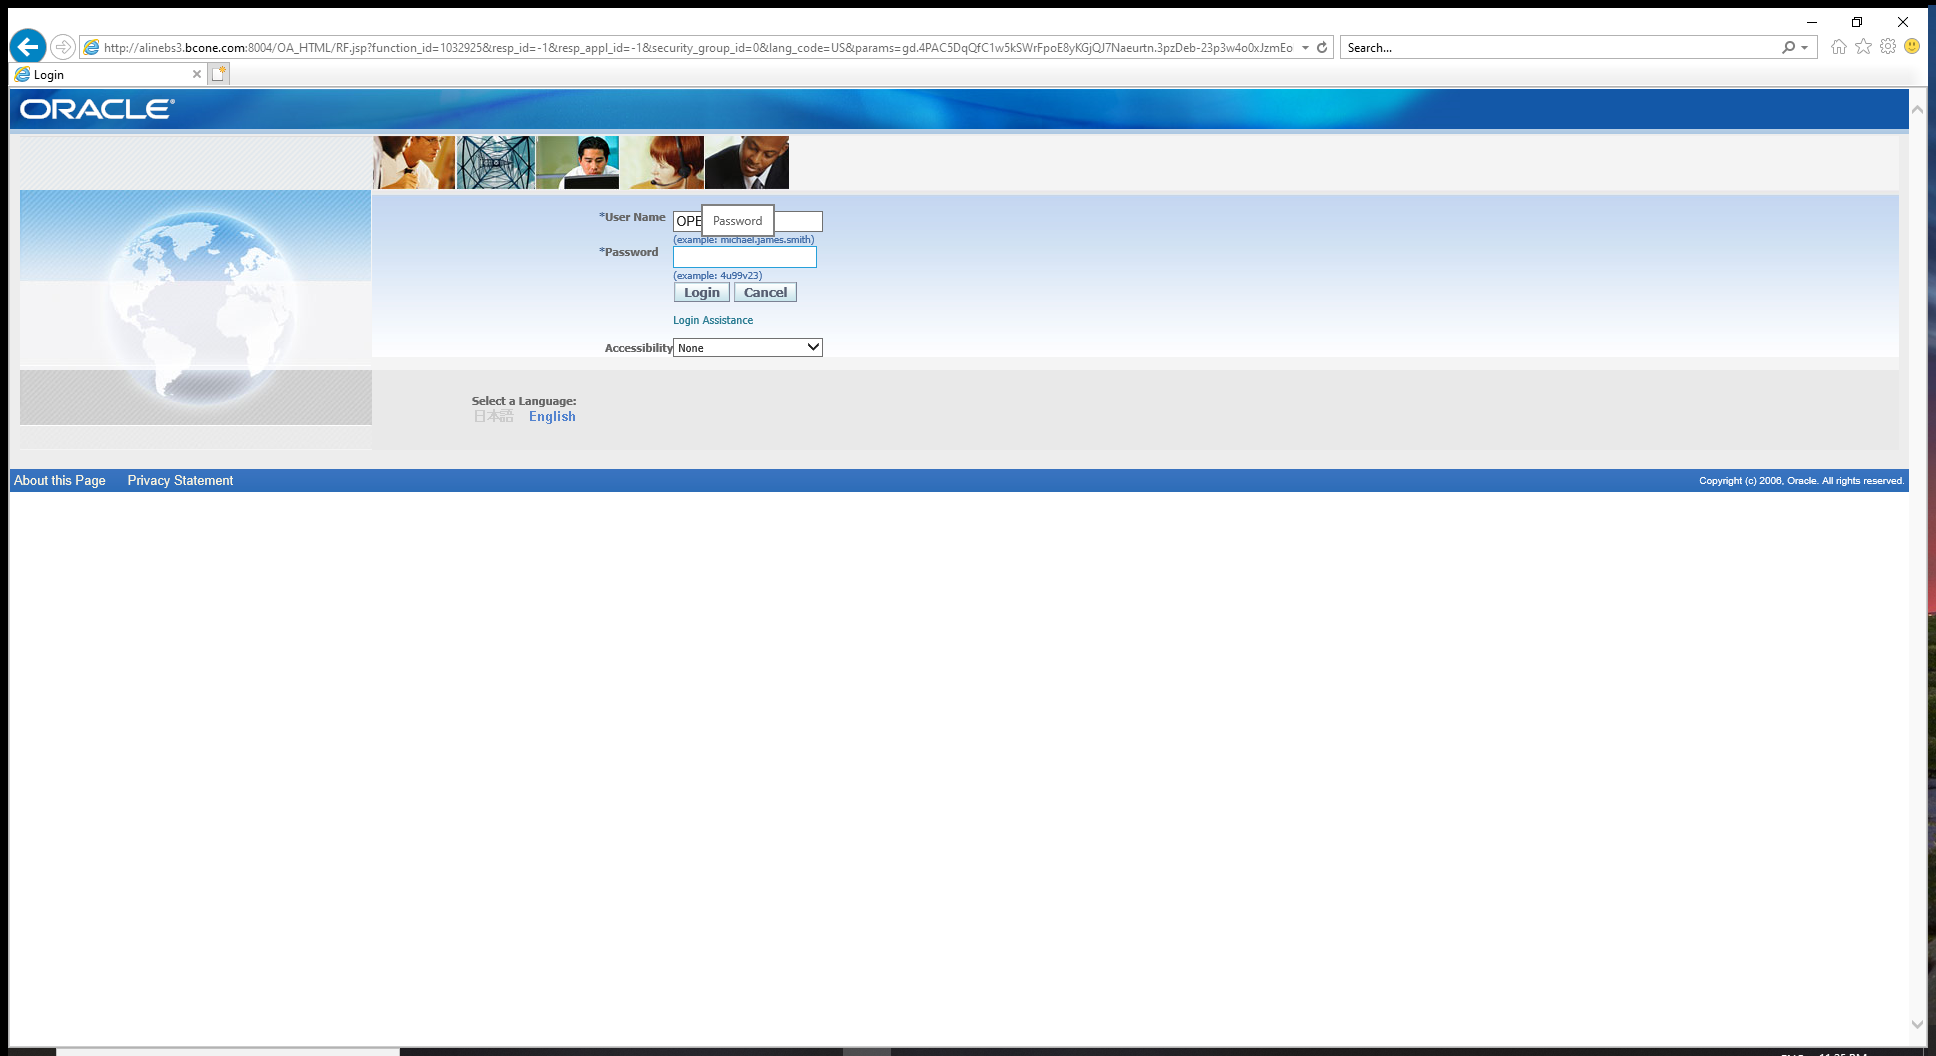 http://alinebs3.bcone.com:8004/OA_HTML/RF.jsp?function_id=1032925&resp_id=-1&resp_appl_id=-1&security_group_id=0&lang_code=US&params=gd.4PAC5DqQfC1w5kSWrFpoE8yKGjQJ7Naeurtn.3pzDeb-23p3w4o0xJzmEo
Search...
Login
ORACLE®
*User Name
OPE
Password
(example: michael.james.smith)
*Password
(example: 4u99v23)
Login Cancel
Login Assistance
Accessibility None
Select a Language:
日本語 English
About this Page Privacy Statement
Copyright (c) 2006, Oracle. All rights reserved.